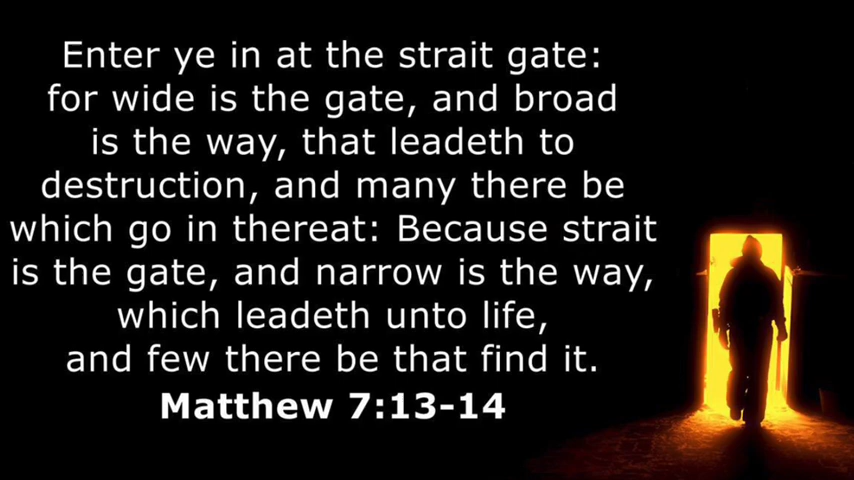 Enter ye in at the strait gate:
for wide is the gate, and broad
is the way, that leadeth to
destruction, and many there be
which go in thereat: Because strait
is the gate, and narrow is the way,
which leadeth unto life,
and few there be that find it.
Matthew 7:13-14